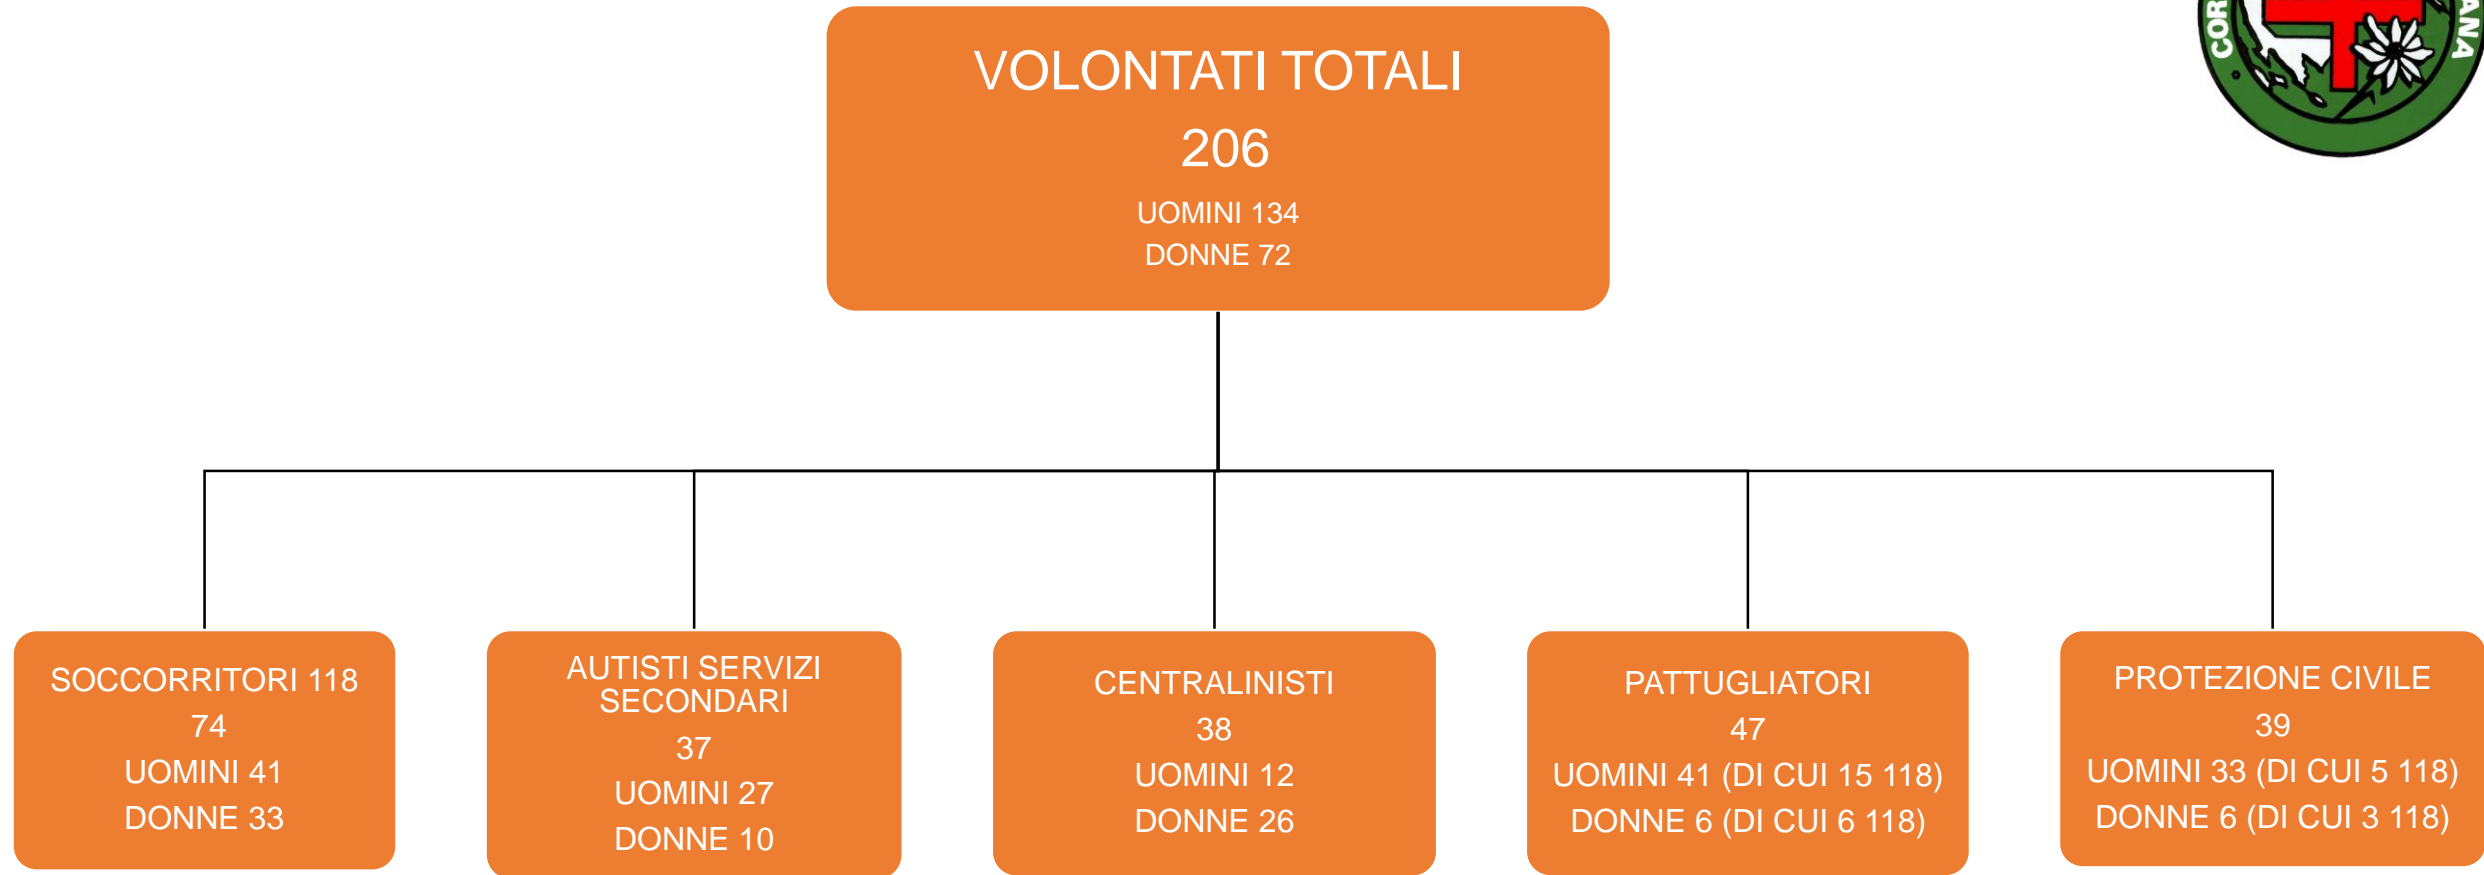 VOLONTATI TOTALI
206
UOMINI 134
DONNE 72
SOCCORRITORI 118
74
UOMINI 41
DONNE 33
AUTISTI SERVIZI
SECONDARI
37
UOMINI 27
DONNE 10
CENTRALINISTI
38
UOMINI 12
DONNE 26
PATTUGLIATORI
47
UOMINI 41 (DI CUI 15 118)
DONNE 6 (DI CUI 6 118)
PROTEZIONE CIVILE
39
UOMINI 33 (DI CUI 5 118)
DONNE 6 (DI CUI 3 118)